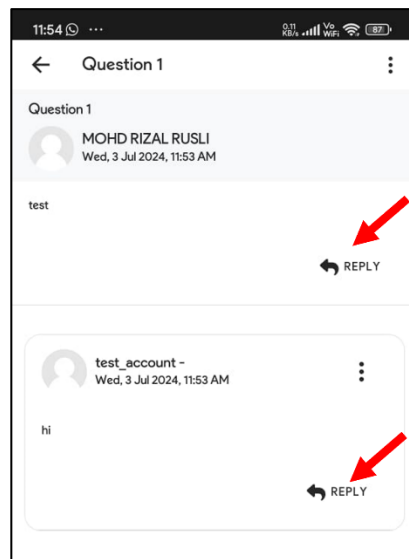 11:54 ...
0.11 KB/s Vo WiFi 87
Question 1
Question 1
MOHD RIZAL RUSLI
Wed, 3 Jul 2024, 11:53 AM
test
REPLY
test_account -
Wed, 3 Jul 2024, 11:53 AM
hi
REPLY